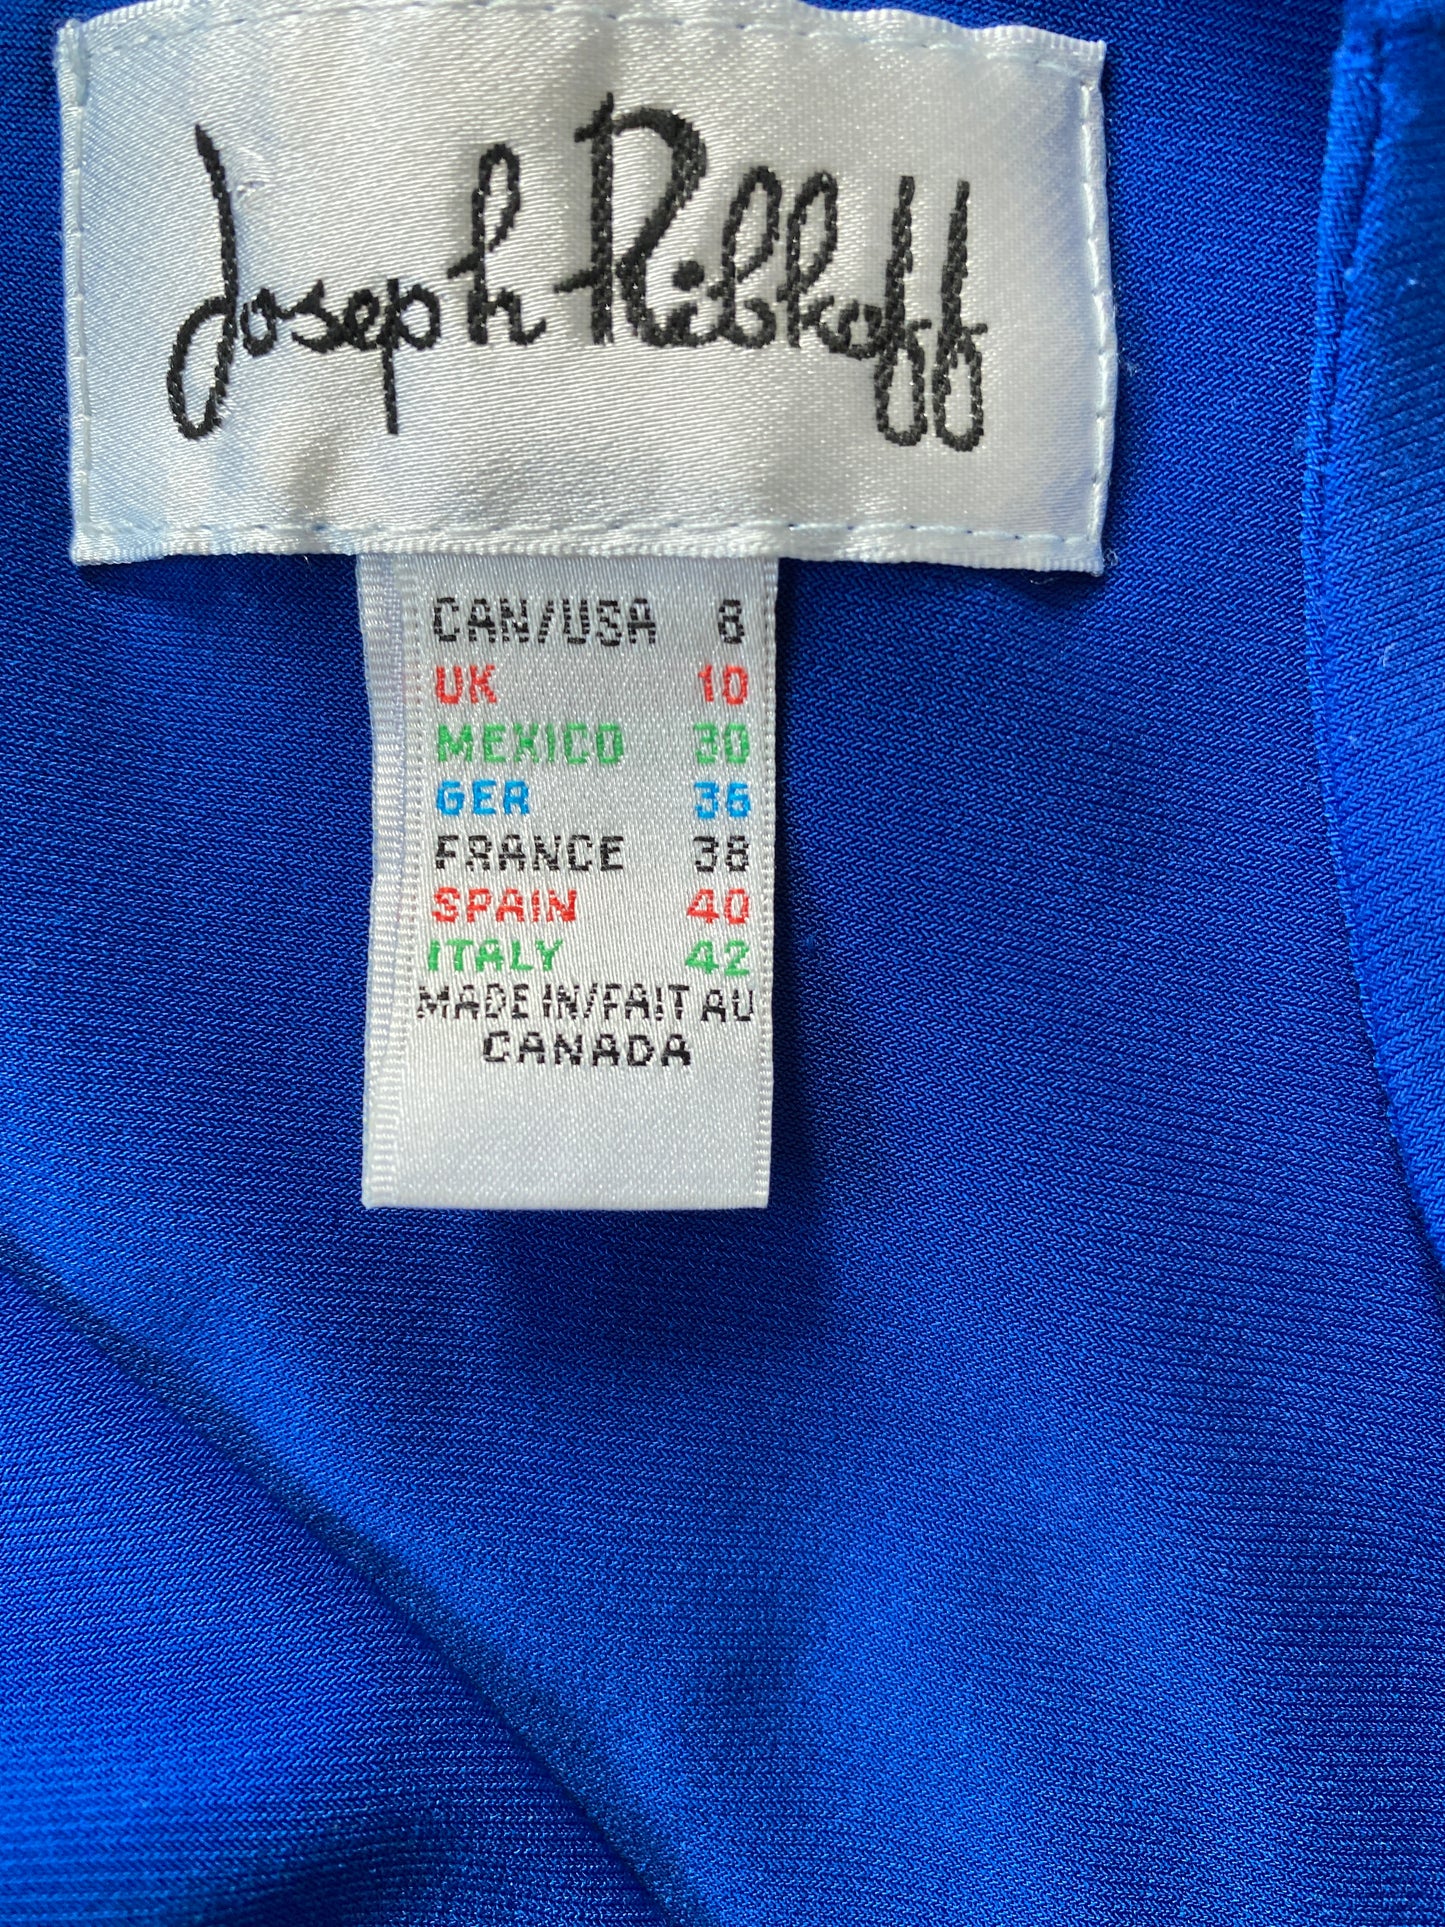 Joseph Ribkoff
CAN/USA 8
UK 10
MEXICO 30
GER 36
FRANCE 38
SPAIN 40
ITALY 42
MADE IN/FAIT AU
CANADA